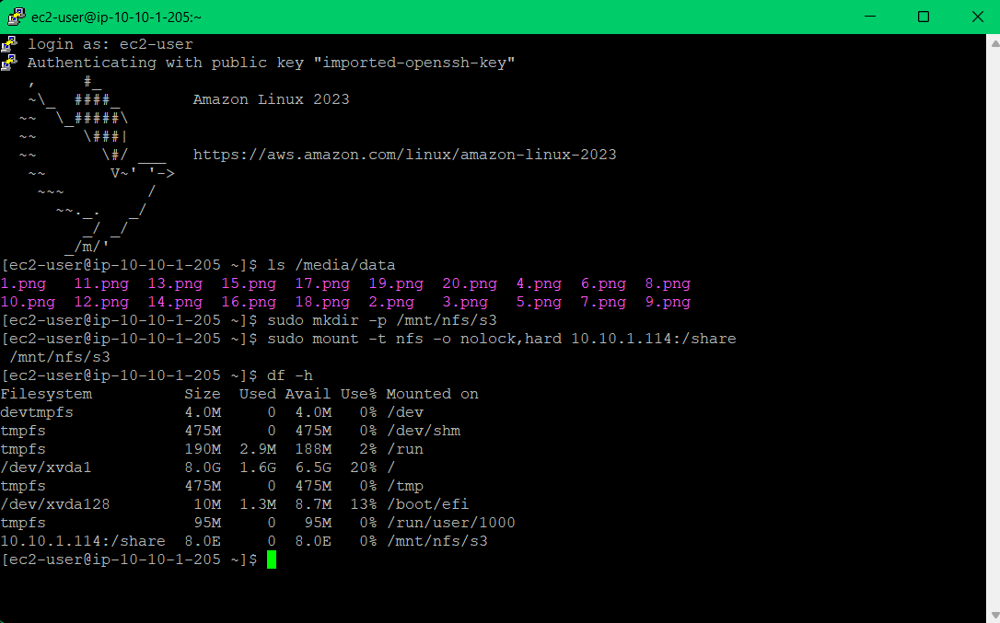 ec2-user@ip-10-10-1-205:~
login as: ec2-user
Authenticating with public key "imported-openssh-key"
   ,     #_
   ~\_  ####_        Amazon Linux 2023
  ~~  \_#####\
  ~~     \###|
  ~~       \#/ ___   https://aws.amazon.com/linux/amazon-linux-2023
   ~~       V~' '->
    ~~~         /
      ~~._.   _/
         _/ _/
       _/m/'
[ec2-user@ip-10-10-1-205 ~]$ ls /media/data
1.png   11.png  13.png  15.png  17.png  19.png  20.png  4.png  6.png  8.png
10.png  12.png  14.png  16.png  18.png  2.png   3.png   5.png  7.png  9.png
[ec2-user@ip-10-10-1-205 ~]$ sudo mkdir -p /mnt/nfs/s3
[ec2-user@ip-10-10-1-205 ~]$ sudo mount -t nfs -o nolock,hard 10.10.1.114:/share
 /mnt/nfs/s3
[ec2-user@ip-10-10-1-205 ~]$ df -h
Filesystem          Size  Used Avail Use% Mounted on
devtmpfs            4.0M     0  4.0M   0% /dev
tmpfs               475M     0  475M   0% /dev/shm
tmpfs               190M  2.9M  188M   2% /run
/dev/xvda1          8.0G  1.6G  6.5G  20% /
tmpfs               475M     0  475M   0% /tmp
/dev/xvda128         10M  1.3M  8.7M  13% /boot/efi
tmpfs                95M     0   95M   0% /run/user/1000
10.10.1.114:/share  8.0E     0  8.0E   0% /mnt/nfs/s3
[ec2-user@ip-10-10-1-205 ~]$